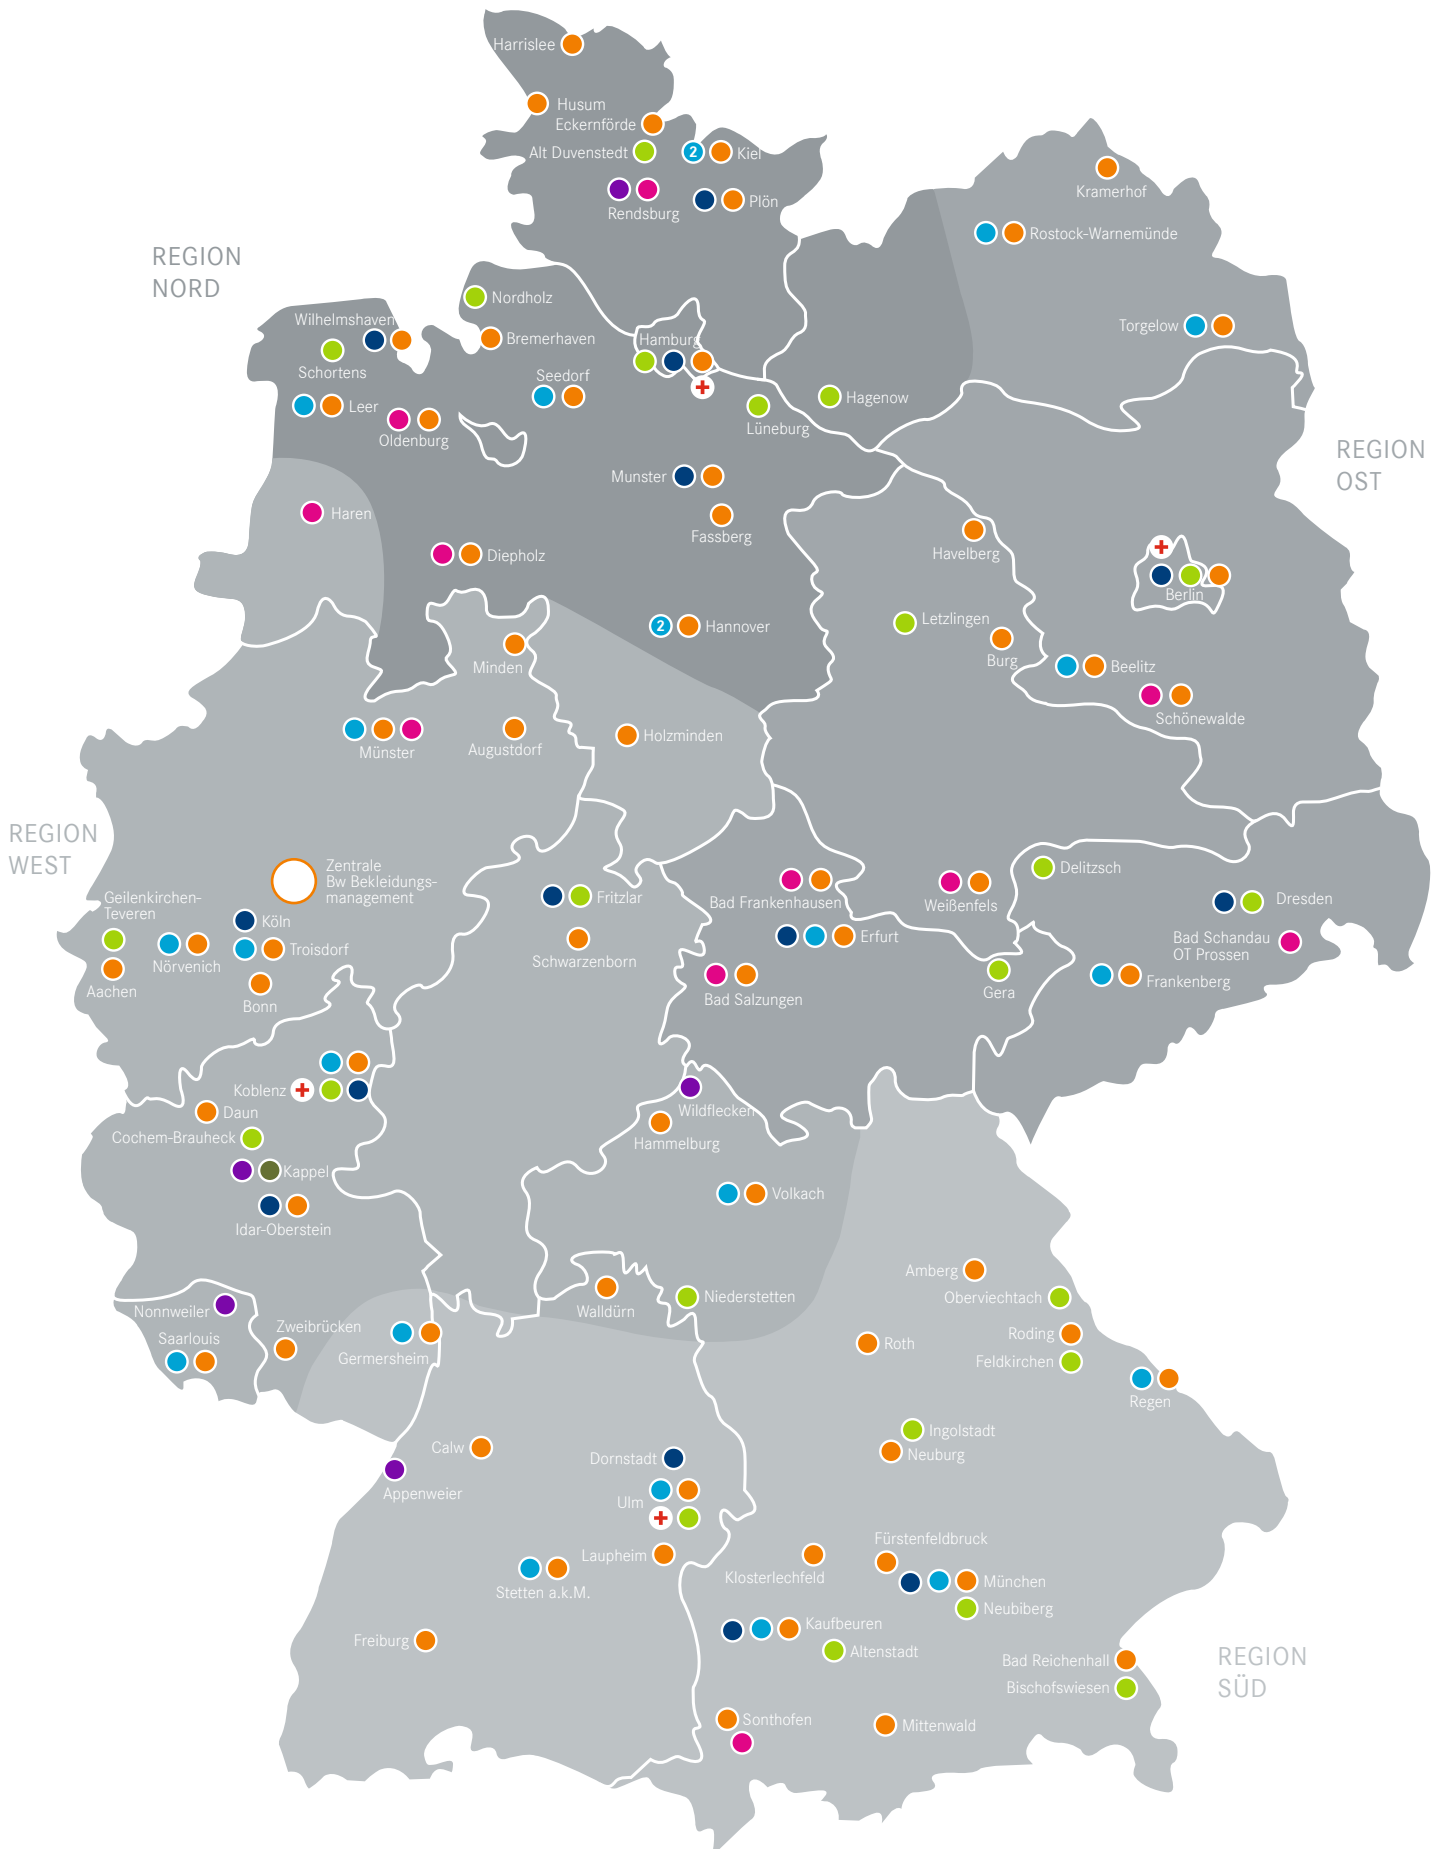 Harrislee
Husum
Eckernförde
Alt Duvenstedt
2
Kiel
Rendsburg
Plön
Kramerhof
Rostock-Warnemünde
REGION
NORD
Nordholz
Wilhelmshaven
Bremerhaven
Hamburg
Torgelow
Schortens
Seedorf
Leer
Hagenow
Oldenburg
Lüneburg
REGION
OST
Munster
Haren
Fassberg
Havelberg
Diepholz
Berlin
Letzlingen
2
Hannover
Burg
Minden
Beelitz
Schönewalde
Münster
Augustdorf
Holzminden
REGION
WEST
Zentrale
Bw Bekleidungs-
management
Delitzsch
Geilenkirchen-
Teveren
Fritzlar
Bad Frankenhausen
Weißenfels
Dresden
Köln
Troisdorf
Erfurt
Bad Schandau
OT Prossen
Nörvenich
Schwarzenborn
Aachen
Bonn
Bad Salzungen
Gera
Frankenberg
Koblenz
Daun
Wildflecken
Cochem-Brauheck
Hammelburg
Kappel
Volkach
Idar-Oberstein
Amberg
Nonnweiler
Walldürn
Niederstetten
Oberviechtach
Zweibrücken
Saarlouis
Germersheim
Roth
Roding
Feldkirchen
Regen
Ingolstadt
Calw
Neuburg
Dornstadt
Appenweier
Ulm
Fürstenfeldbruck
Laupheim
Klosterlechfeld
München
Stetten a.k.M.
Neubiberg
Kaufbeuren
Freiburg
Altenstadt
Bad Reichenhall
REGION
SÜD
Bischofswiesen
Sonthofen
Mittenwald